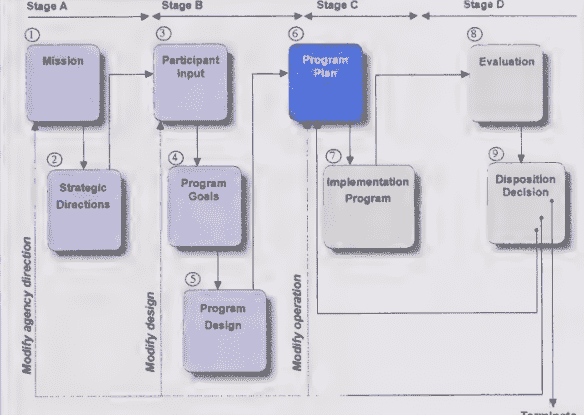 Stage A
Stage B
Stage C
Stage D
1
Mission
3
Participant
Input
6
Program
Plan
8
Evaluation
2
Strategic
Directions
4
Program
Goals
7
Implementation
Program
9
Disposition
Decision
5
Program
Design
Modify agency direction
Modify design
Modify operation
Terminate